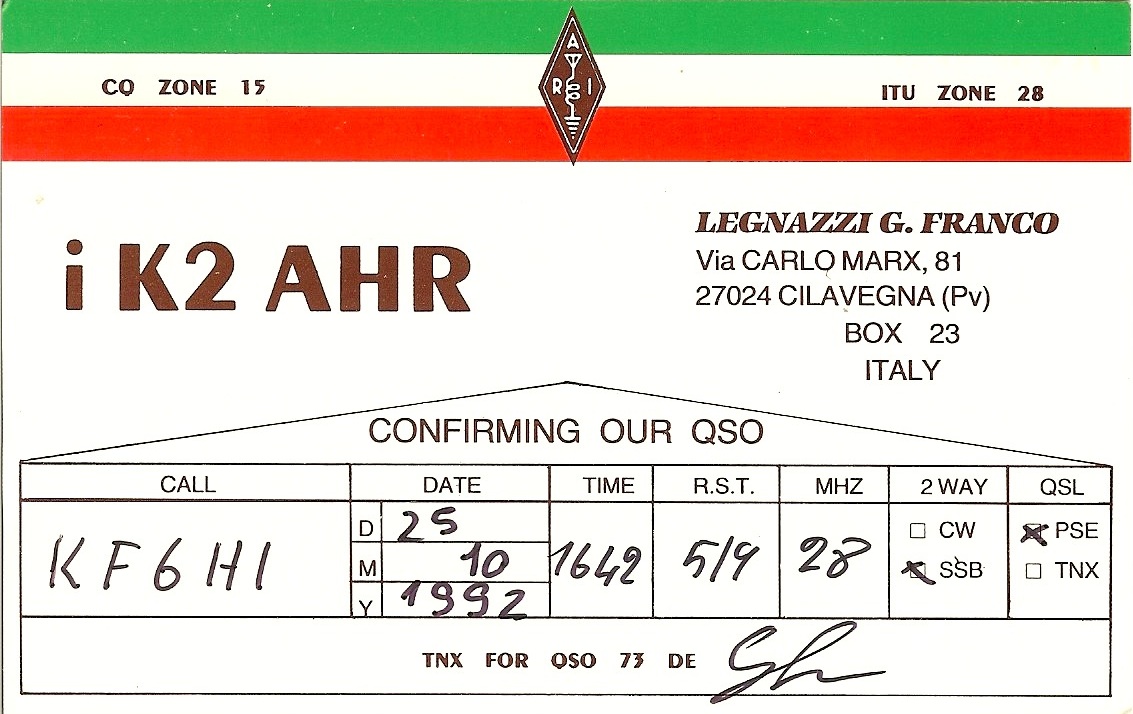 A
R I
CQ ZONE 15
ITU ZONE 28
i K2 AHR
LEGNAZZI G. FRANCO
Via CARLO MARX, 81
27024 CILAVEGNA (Pv)
BOX 23
ITALY
CONFIRMING OUR QSO
CALL DATE TIME R.S.T. MHZ 2 WAY QSL
KF6HI D 25 1642 5/9 28 CW PSE
M 10 SSB TNX
Y 1992
TNX FOR QSO 73 DE